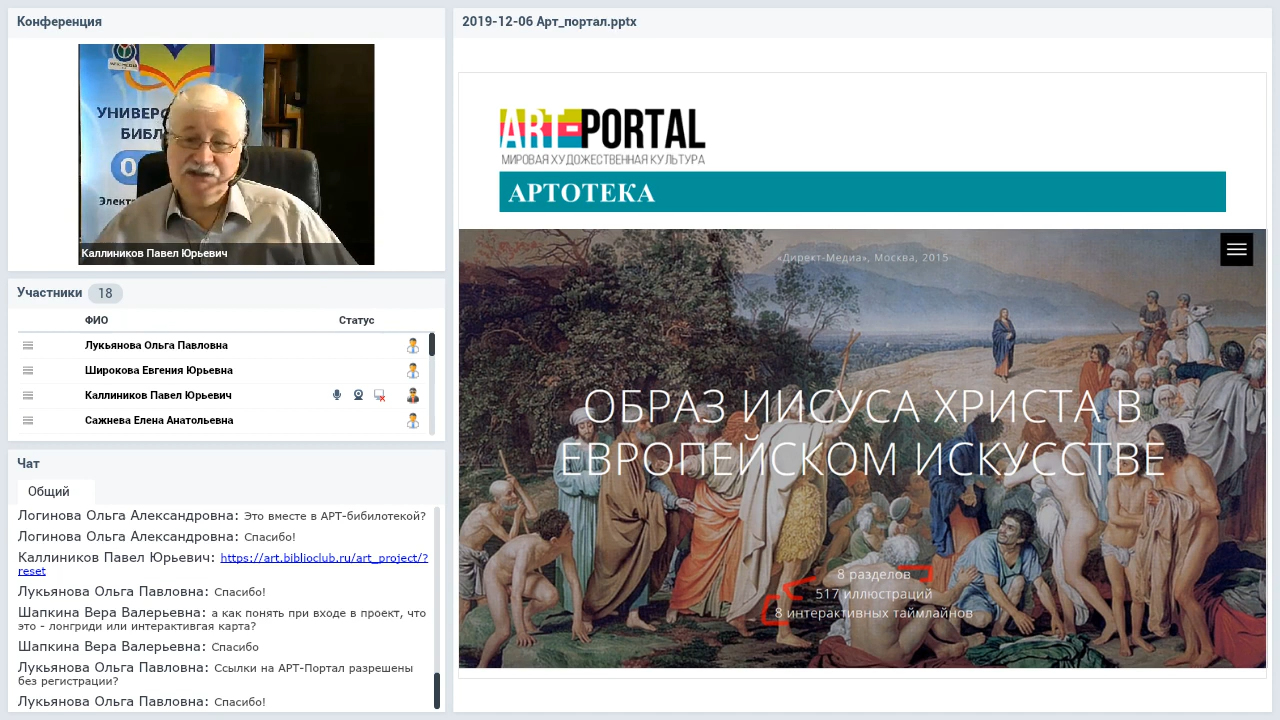 Конференция
УНИВЕРС
БИБЛ
Элект
Каллиников Павел Юрьевич
Участники 18
ФИО Статус
Лукьянова Ольга Павловна
Широкова Евгения Юрьевна
Каллиников Павел Юрьевич
Сажнева Елена Анатольевна
Чат
Общий
Логинова Ольга Александровна: Это вместе в АРТ-бибилотекой?
Логинова Ольга Александровна: Спасибо!
Каллиников Павел Юрьевич: https://art.biblioclub.ru/art_project/?
reset
Лукьянова Ольга Павловна: Спасибо!
Шапкина Вера Валерьевна: а как понять при входе в проект, что
это - лонгриди или интерактивгая карта?
Шапкина Вера Валерьевна: Спасибо
Лукьянова Ольга Павловна: Ссылки на АРТ-Портал разрешены
без регистрации?
Лукьянова Ольга Павловна: Спасибо!
2019-12-06 Арт_портал.pptx
ART-PORTAL
МИРОВАЯ ХУДОЖЕСТВЕННАЯ КУЛЬТУРА
АРТОТЕКА
«Директ-Медиа», Москва, 2015
ОБРАЗ ИИСУСА ХРИСТА В
ЕВРОПЕЙСКОМ ИСКУССТВЕ
8 разделов
517 иллюстраций
8 интерактивных таймлайнов